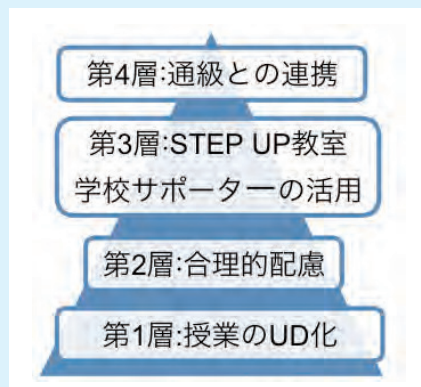 第4層:通級との連携
第3層:STEP UP教室
学校サポーターの活用
第2層:合理的配慮
第1層:授業のUD化